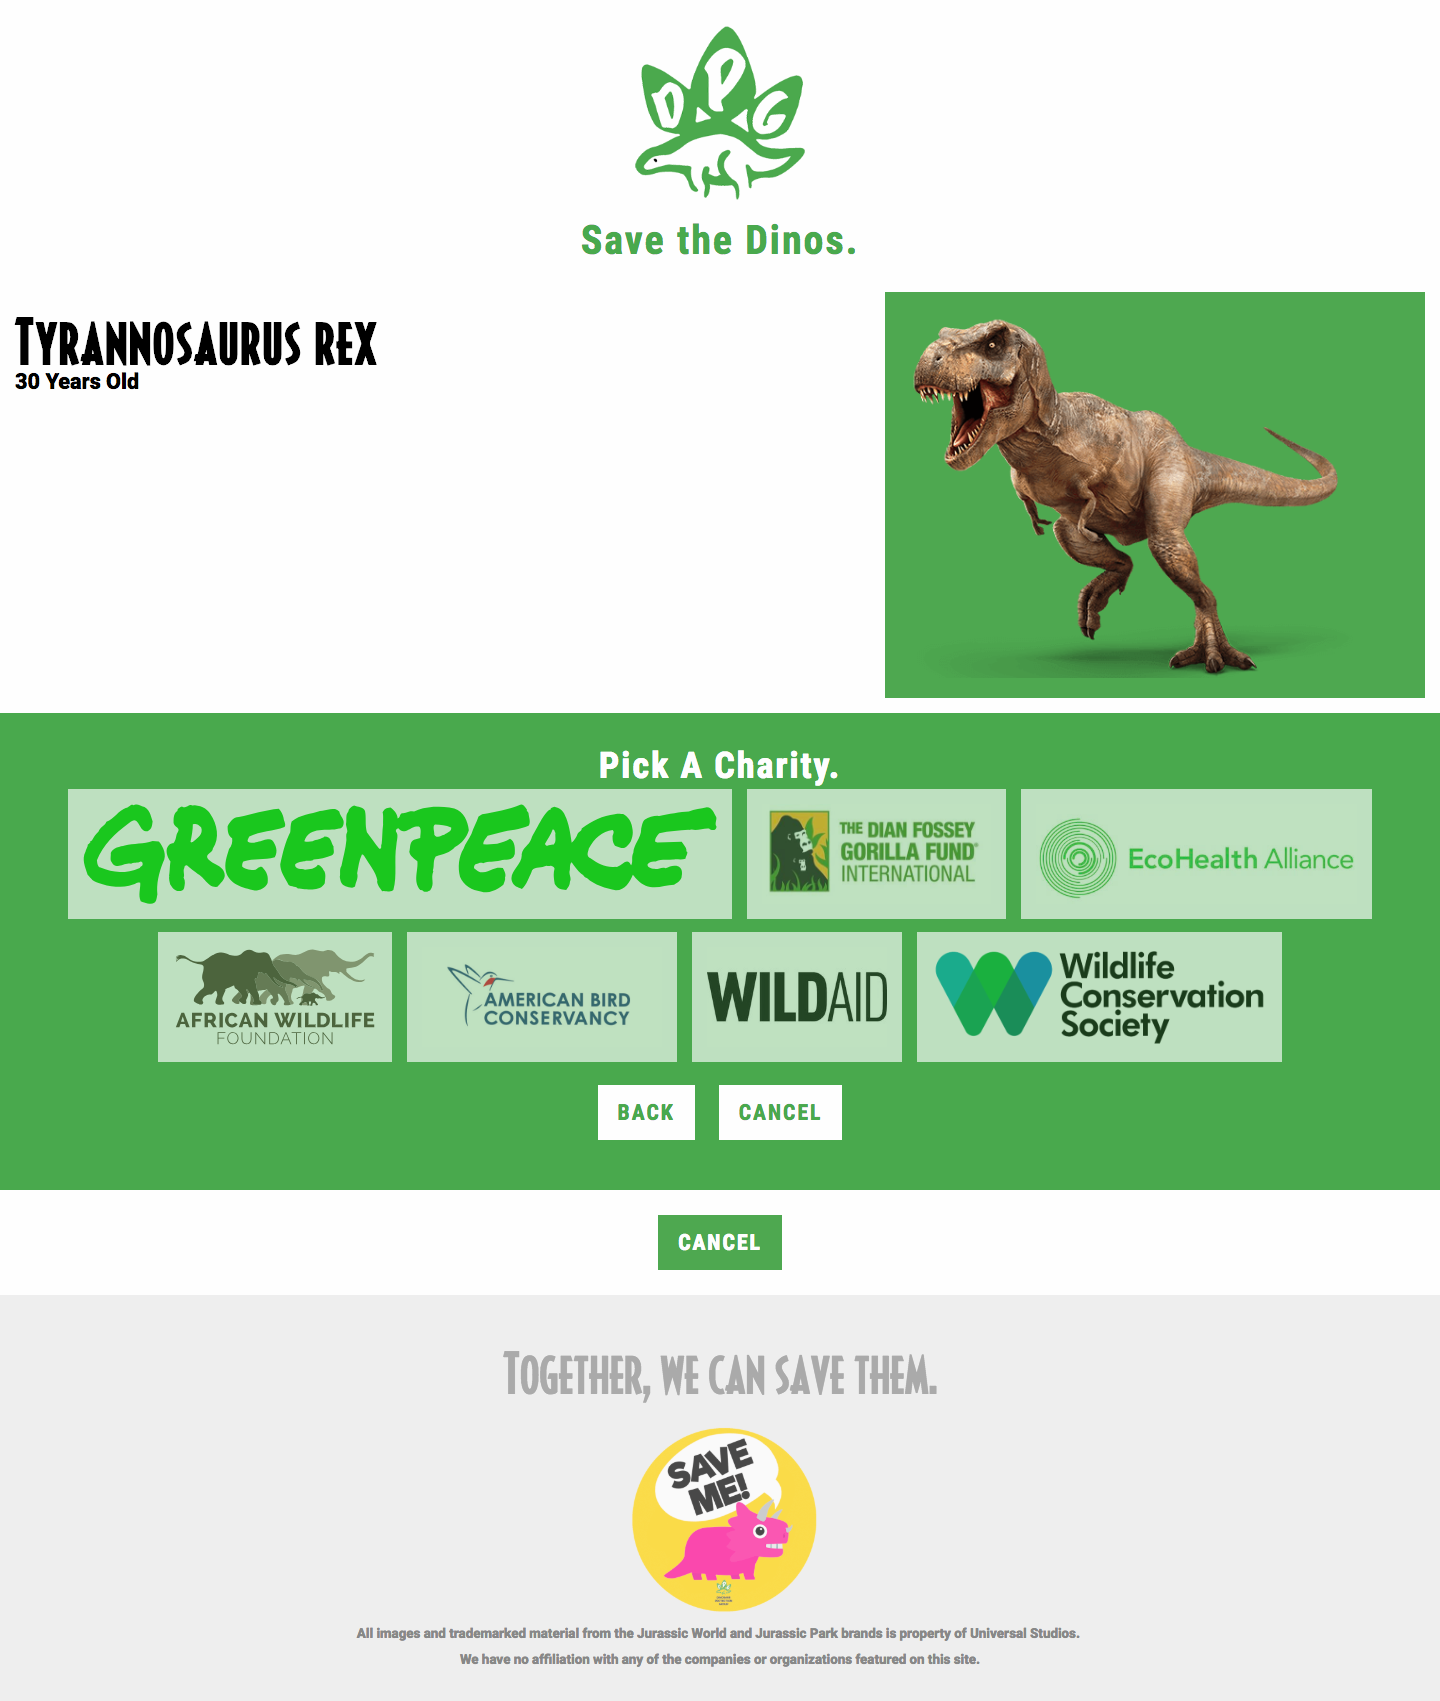 DPG
Save the Dinos.
Tyrannosaurus rex
30 Years Old
Pick A Charity.
GREENPEACE
THE DIAN FOSSEY
GORILLA FUND®
INTERNATIONAL
EcoHealth Alliance
AFRICAN WILDLIFE
FOUNDATION
AMERICAN BIRD
CONSERVANCY
WILDAID
Wildlife
Conservation
Society
BACK
CANCEL
CANCEL
Together, we can save them.
SAVE
ME!
All images and trademarked material from the Jurassic World and Jurassic Park brands is property of Universal Studios.
We have no affiliation with any of the companies or organizations featured on this site.